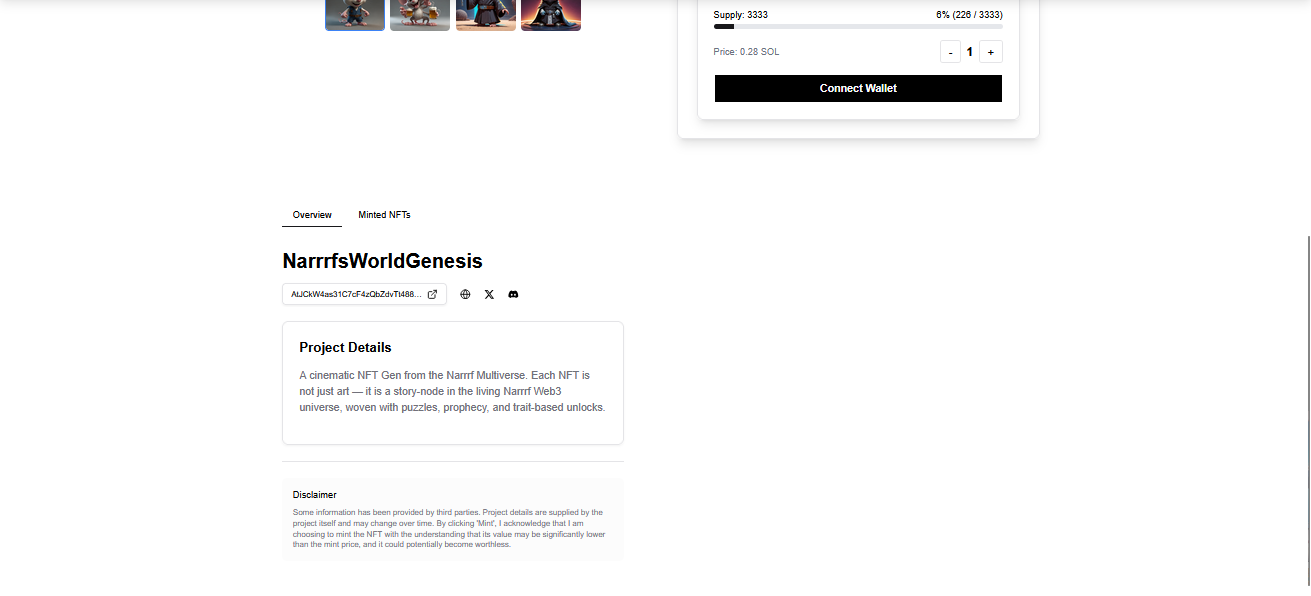 Supply: 3333
6% (226 / 3333)
Price: 0.28 SOL
- 1 +
Connect Wallet
Overview
Minted NFTs
NarrrfsWorldGenesis
AtJCkW4as31C7cF4zQbZdvTt488...
Project Details
A cinematic NFT Gen from the Narrrf Multiverse. Each NFT is
not just art — it is a story-node in the living Narrrf Web3
universe, woven with puzzles, prophecy, and trait-based unlocks.
Disclaimer
Some information has been provided by third parties. Project details are supplied by the
project itself and may change over time. By clicking 'Mint', I acknowledge that I am
choosing to mint the NFT with the understanding that its value may be significantly lower
than the mint price, and it could potentially become worthless.